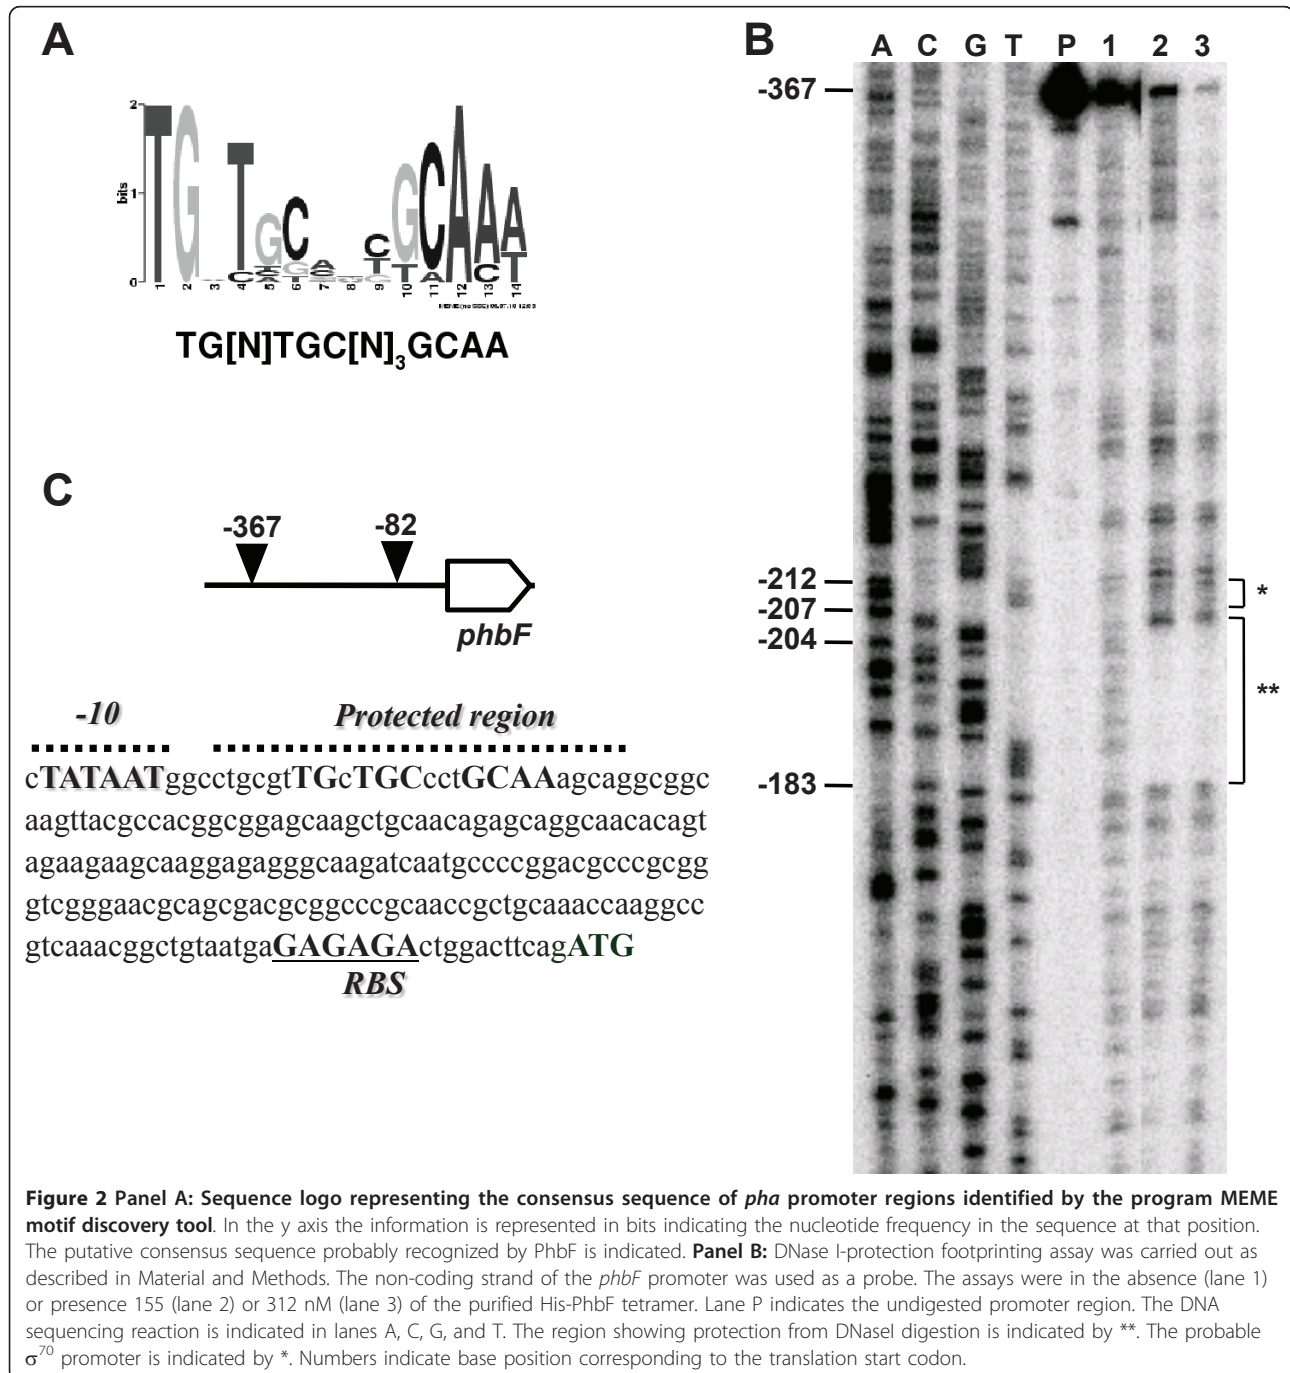 A
2
bits
1
0
TG TGC CGCAAA
1 2 3 4 5 6 7 8 9 10 11 12 13 14
TG[N]TGC[N]3GCAA
B
A C G T P 1 2 3
-367
-212
*
-207
-204
**
-183
C
-367 -82
phbF
-10 Protected region
cTATAATggcctgcgtTGcTGCcctGCAAagcaggcggc
aagttacgccacggcggagcaagctgcaacagagcaggcaacacagt
agaagaagcaaggagagggcaagatcaatgccccggacgcccgcgg
gtcgggaacgcagcgacgcggcccgcaaccgctgcaaaccaaggcc
gtcaaacggctgtaatgaGAGAGActggacttcagATG
RBS
Figure 2 Panel A: Sequence logo representing the consensus sequence of pha promoter regions identified by the program MEME
motif discovery tool. In the y axis the information is represented in bits indicating the nucleotide frequency in the sequence at that position.
The putative consensus sequence probably recognized by PhbF is indicated. Panel B: DNase I-protection footprinting assay was carried out as
described in Material and Methods. The non-coding strand of the phbF promoter was used as a probe. The assays were in the absence (lane 1)
or presence 155 (lane 2) or 312 nM (lane 3) of the purified His-PhbF tetramer. Lane P indicates the undigested promoter region. The DNA
sequencing reaction is indicated in lanes A, C, G, and T. The region showing protection from DNaseI digestion is indicated by **. The probable
σ70 promoter is indicated by *. Numbers indicate base position corresponding to the translation start codon.